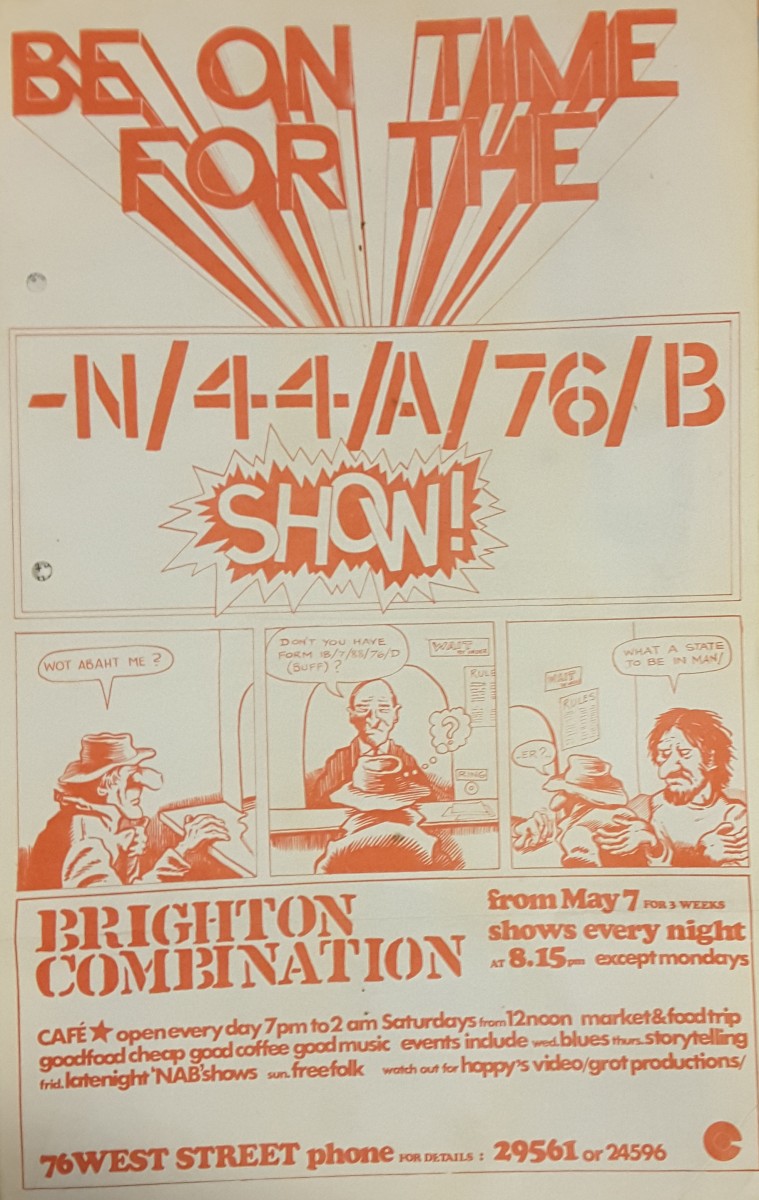 BE ON TIME
FOR THE
-N/44/A/76/B
SHOW!
WOT ABAHT ME?
DON'T YOU HAVE
FORM 1B/7/88/76/D
(BUFF)?
?
WAIT
RULE
RING
..ER?..
WAIT
RULES
WHAT A STATE
TO BE IN MAN/
BRIGHTON
COMBINATION
from May 7 FOR 3 WEEKS
shows every night
AT 8.15pm except mondays
CAFÉ ★ open every day 7pm to 2 am Saturdays from 12noon market & food trip
goodfood cheap good coffee good music events include wed. blues thurs. storytelling
frid. latenight 'NAB' shows sun. freefolk watch out for hoppy's video/grot productions/
76 WEST STREET phone FOR DETAILS : 29561 or 24596